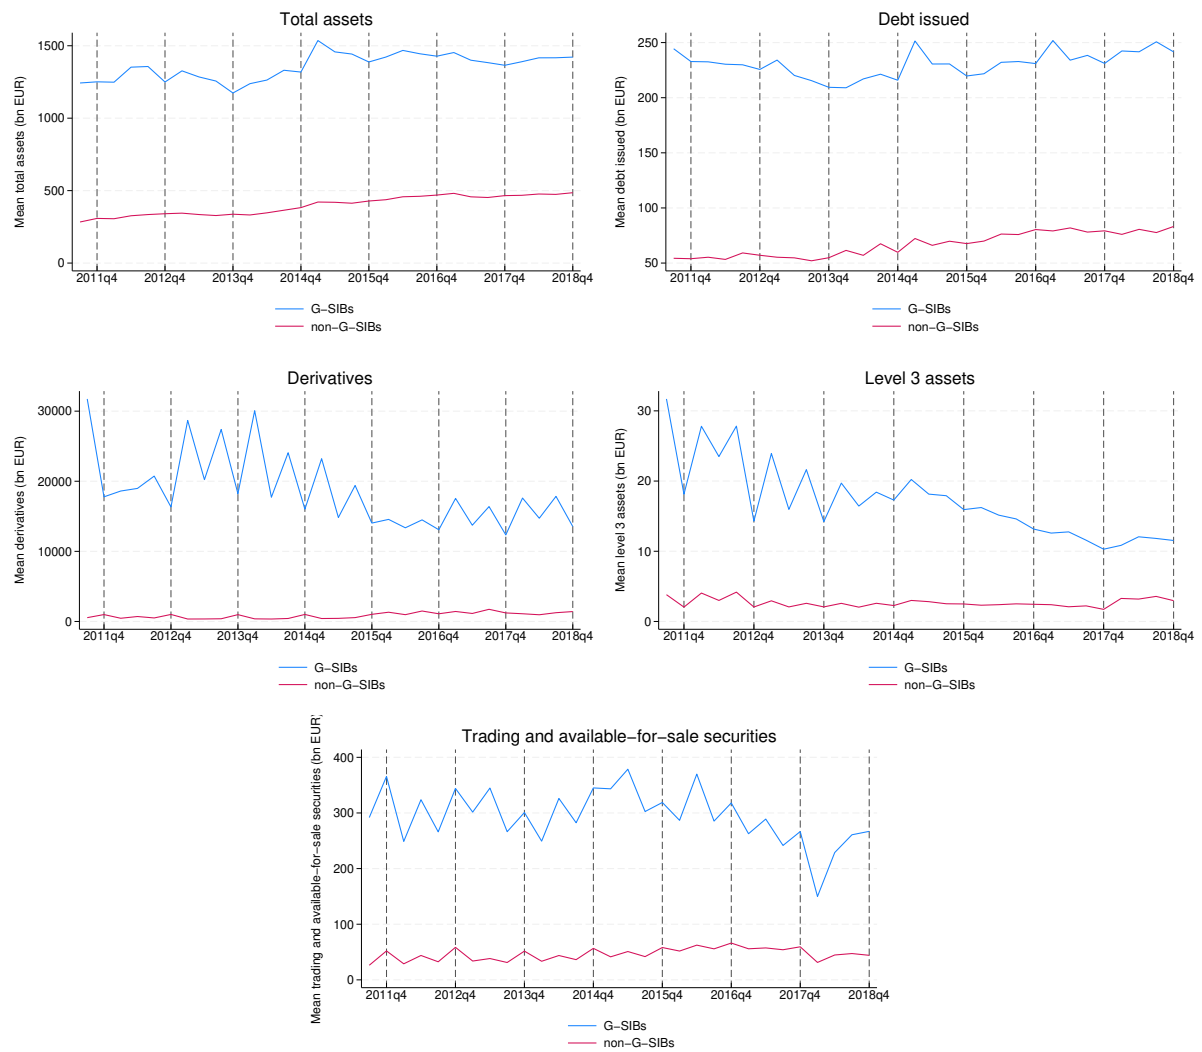 Total assets
Mean total assets (bn EUR)
1500
1000
500
0
2011q4 2012q4 2013q4 2014q4 2015q4 2016q4 2017q4 2018q4
G−SIBs
non−G−SIBs
Debt issued
Mean debt issued (bn EUR)
250
200
150
100
50
2011q4 2012q4 2013q4 2014q4 2015q4 2016q4 2017q4 2018q4
G−SIBs
non−G−SIBs
Derivatives
Mean derivatives (bn EUR)
30000
20000
10000
0
2011q4 2012q4 2013q4 2014q4 2015q4 2016q4 2017q4 2018q4
G−SIBs
non−G−SIBs
Level 3 assets
Mean level 3 assets (bn EUR)
30
20
10
0
2011q4 2012q4 2013q4 2014q4 2015q4 2016q4 2017q4 2018q4
G−SIBs
non−G−SIBs
Trading and available−for−sale securities
Mean trading and available−for−sale securities (bn EUR)
400
300
200
100
0
2011q4 2012q4 2013q4 2014q4 2015q4 2016q4 2017q4 2018q4
G−SIBs
non−G−SIBs